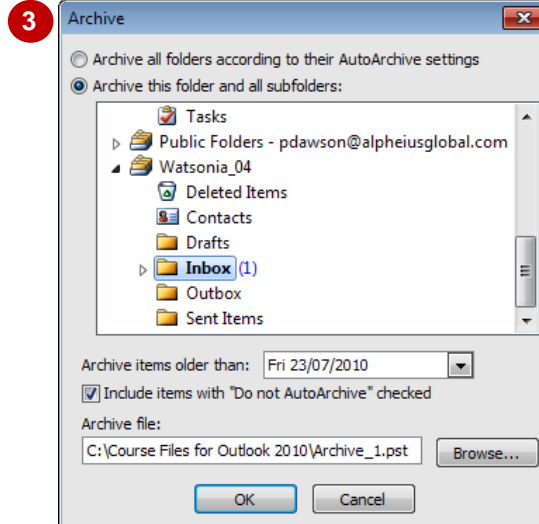 3
Archive
Archive all folders according to their AutoArchive settings
Archive this folder and all subfolders:
Tasks
Public Folders - pdawson@alpheiusglobal.com
Watsonia_04
Deleted Items
Contacts
Drafts
Inbox (1)
Outbox
Sent Items
Archive items older than: Fri 23/07/2010
Include items with "Do not AutoArchive" checked
Archive file:
C:\Course Files for Outlook 2010\Archive_1.pst Browse...
OK Cancel